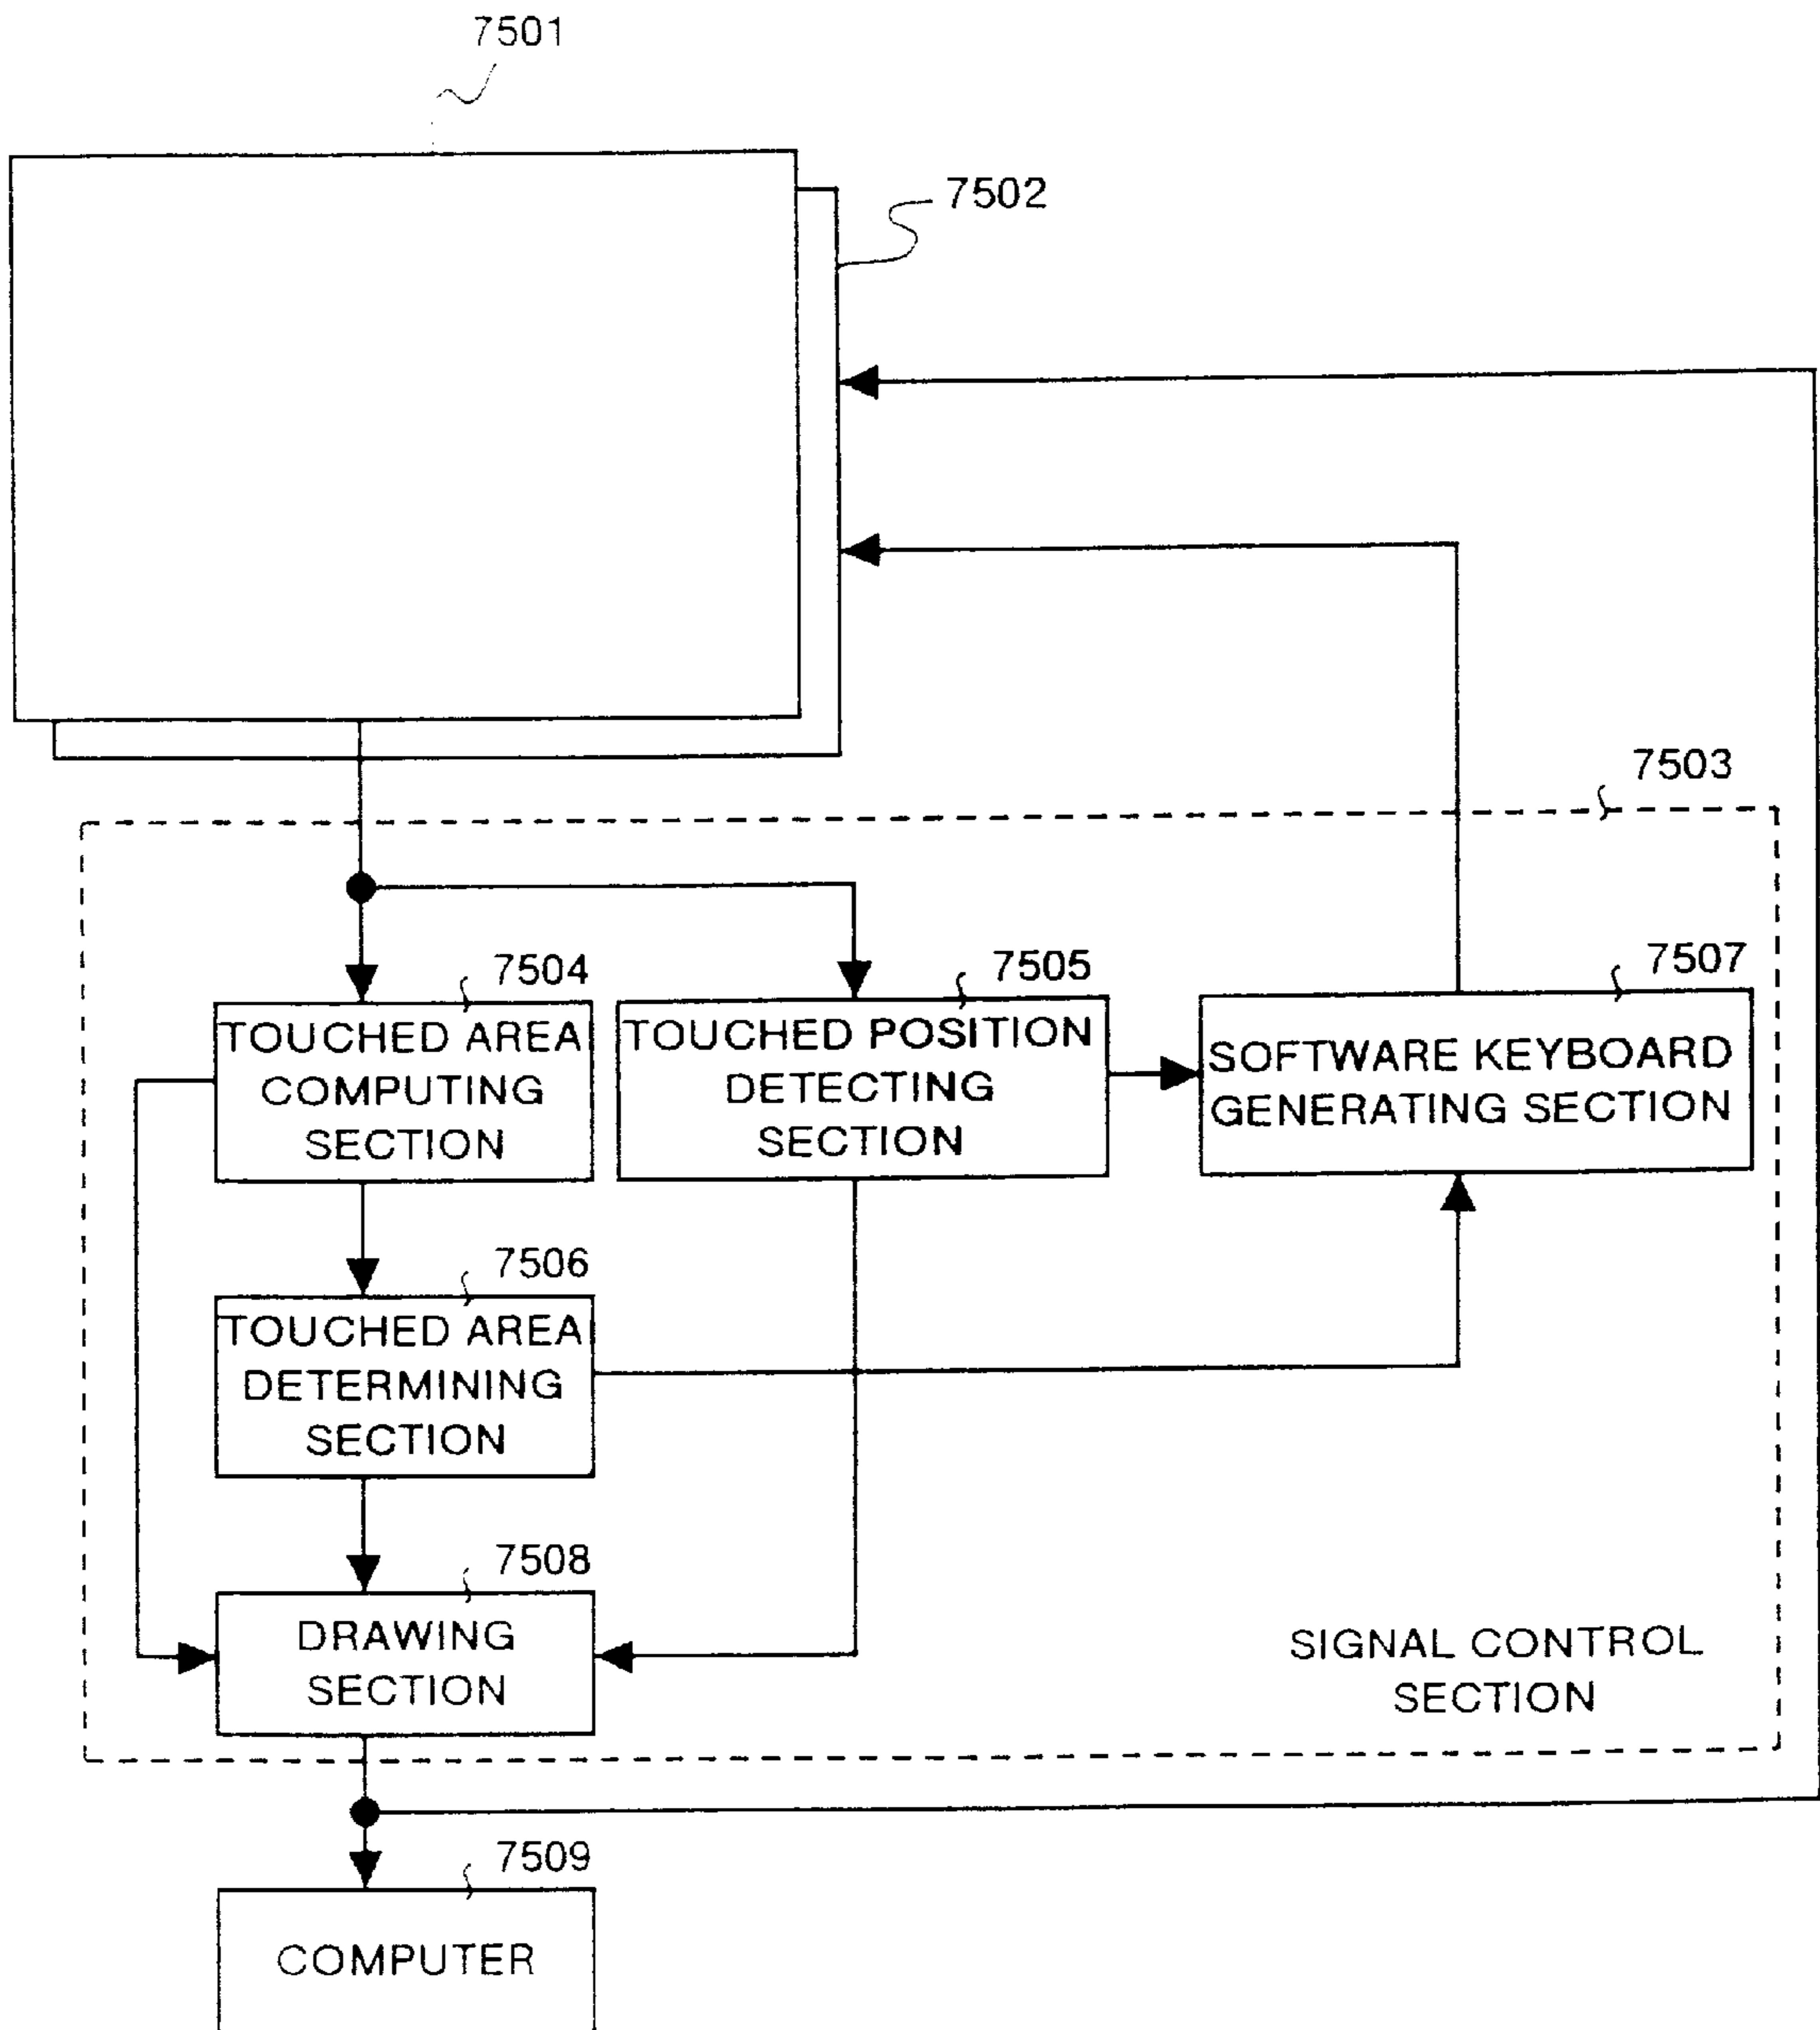 7501
7502
7503
7504
7505
7507
TOUCHED AREA
COMPUTING
SECTION
TOUCHED POSITION
DETECTING
SECTION
SOFTWARE KEYBOARD
GENERATING SECTION
7506
TOUCHED AREA
DETERMINING
SECTION
7508
DRAWING
SECTION
SIGNAL CONTROL
SECTION
7509
COMPUTER